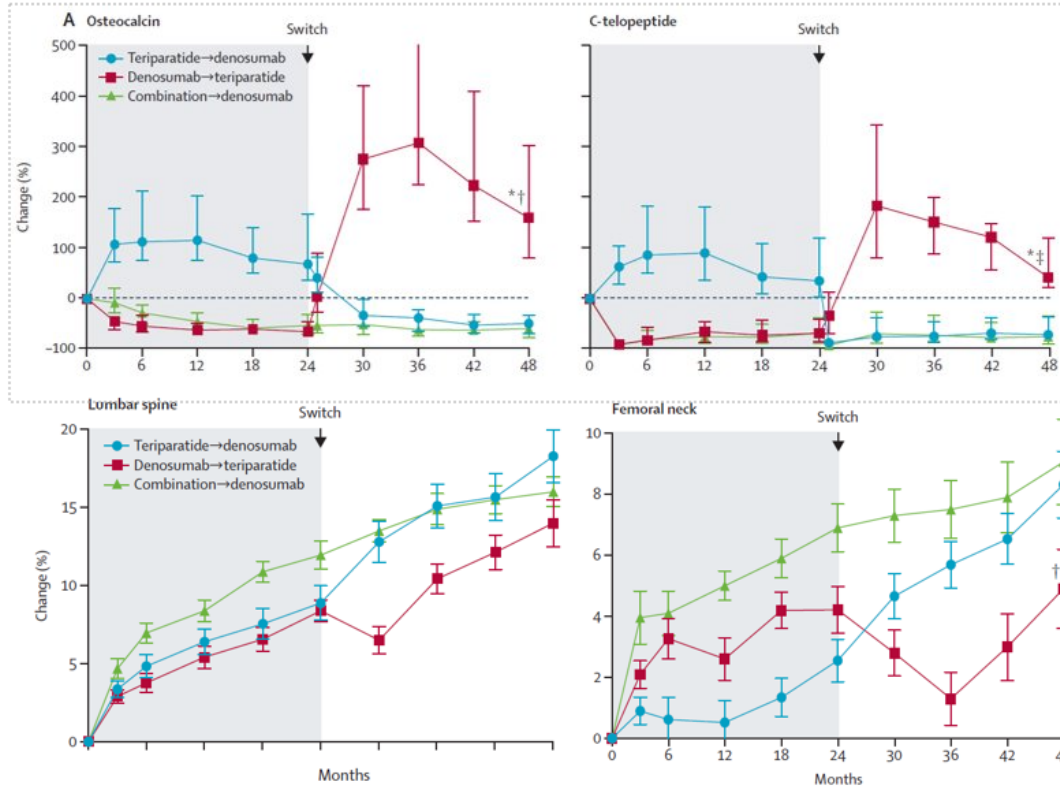 A Osteocalcin
Switch
500
400
300
200
100
0
−100
Change (%)
Teriparatide→denosumab
Denosumab→teriparatide
Combination→denosumab
*†
0 6 12 18 24 30 36 42 48
C-telopeptide
Switch
*‡
0 6 12 18 24 30 36 42 48
Lumbar spine
Switch
20
15
10
5
0
Change (%)
Teriparatide→denosumab
Denosumab→teriparatide
Combination→denosumab
Months
Femoral neck
Switch
10
8
6
4
2
0
†
0 6 12 18 24 30 36 42 4
Months